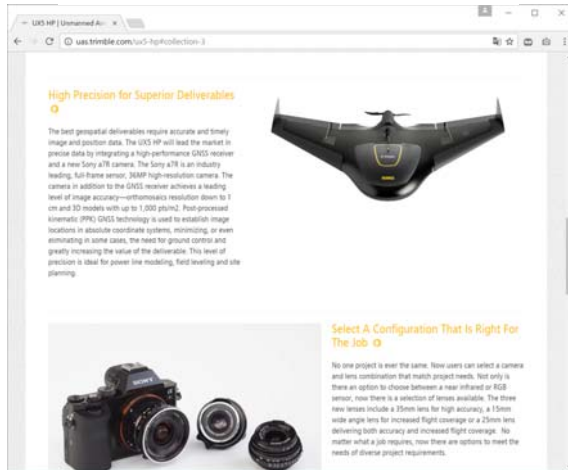 UX5 HP | Unmanned Aer
uas.trimble.com/ux5-hp#collection-3
High Precision for Superior Deliverables
The best geospatial deliverables require accurate and timely
image and position data. The UX5 HP will lead the market in
precise data by integrating a high-performance GNSS receiver
and a new Sony a7R camera. The Sony a7R is an industry
leading, full-frame sensor, 36MP high-resolution camera. The
camera in addition to the GNSS receiver achieves a leading
level of image accuracy—orthomosaics resolution down to 1
cm and 3D models with up to 1,000 pts/m2. Post-processed
kinematic (PPK) GNSS technology is used to establish image
locations in absolute coordinate systems, minimizing, or even
eliminating in some cases, the need for ground control and
greatly increasing the value of the deliverable. This level of
precision is ideal for power line modeling, field leveling and site
planning.
Select A Configuration That Is Right For
The Job
No one project is ever the same. Now users can select a camera
and lens combination that match project needs. Not only is
there an option to choose between a near infrared or RGB
sensor, now there is a selection of lenses available. The three
new lenses include a 35mm lens for high accuracy, a 15mm
wide angle lens for increased flight coverage or a 25mm lens
delivering both accuracy and increased flight coverage. No
matter what a job requires, now there are options to meet the
needs of diverse project requirements.
SONY